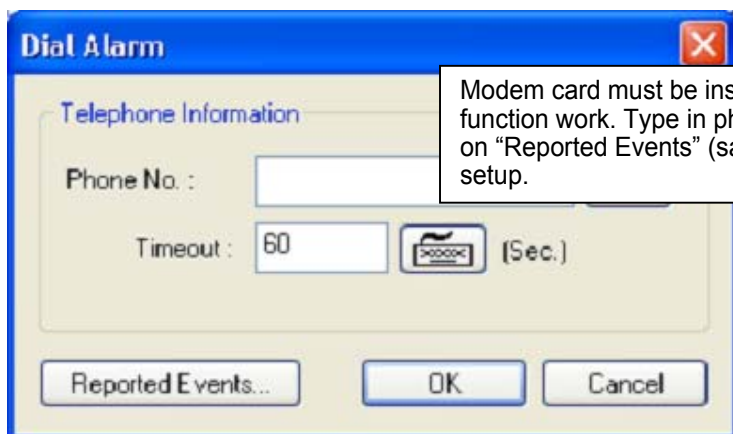 Dial Alarm
Modem card must be ins
function work. Type in ph
on “Reported Events” (sa
setup.
Telephone Information
Phone No. :
Timeout : 60 (Sec.)
Reported Events... OK Cancel